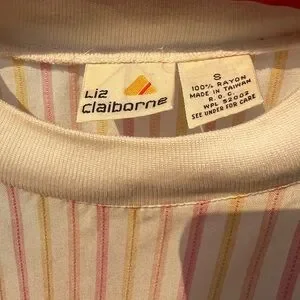 Liz
claiborne
S
100% RAYON
MADE IN TAIWAN
R. O. C.
WPL 52002
SEE UNDER FOR CARE